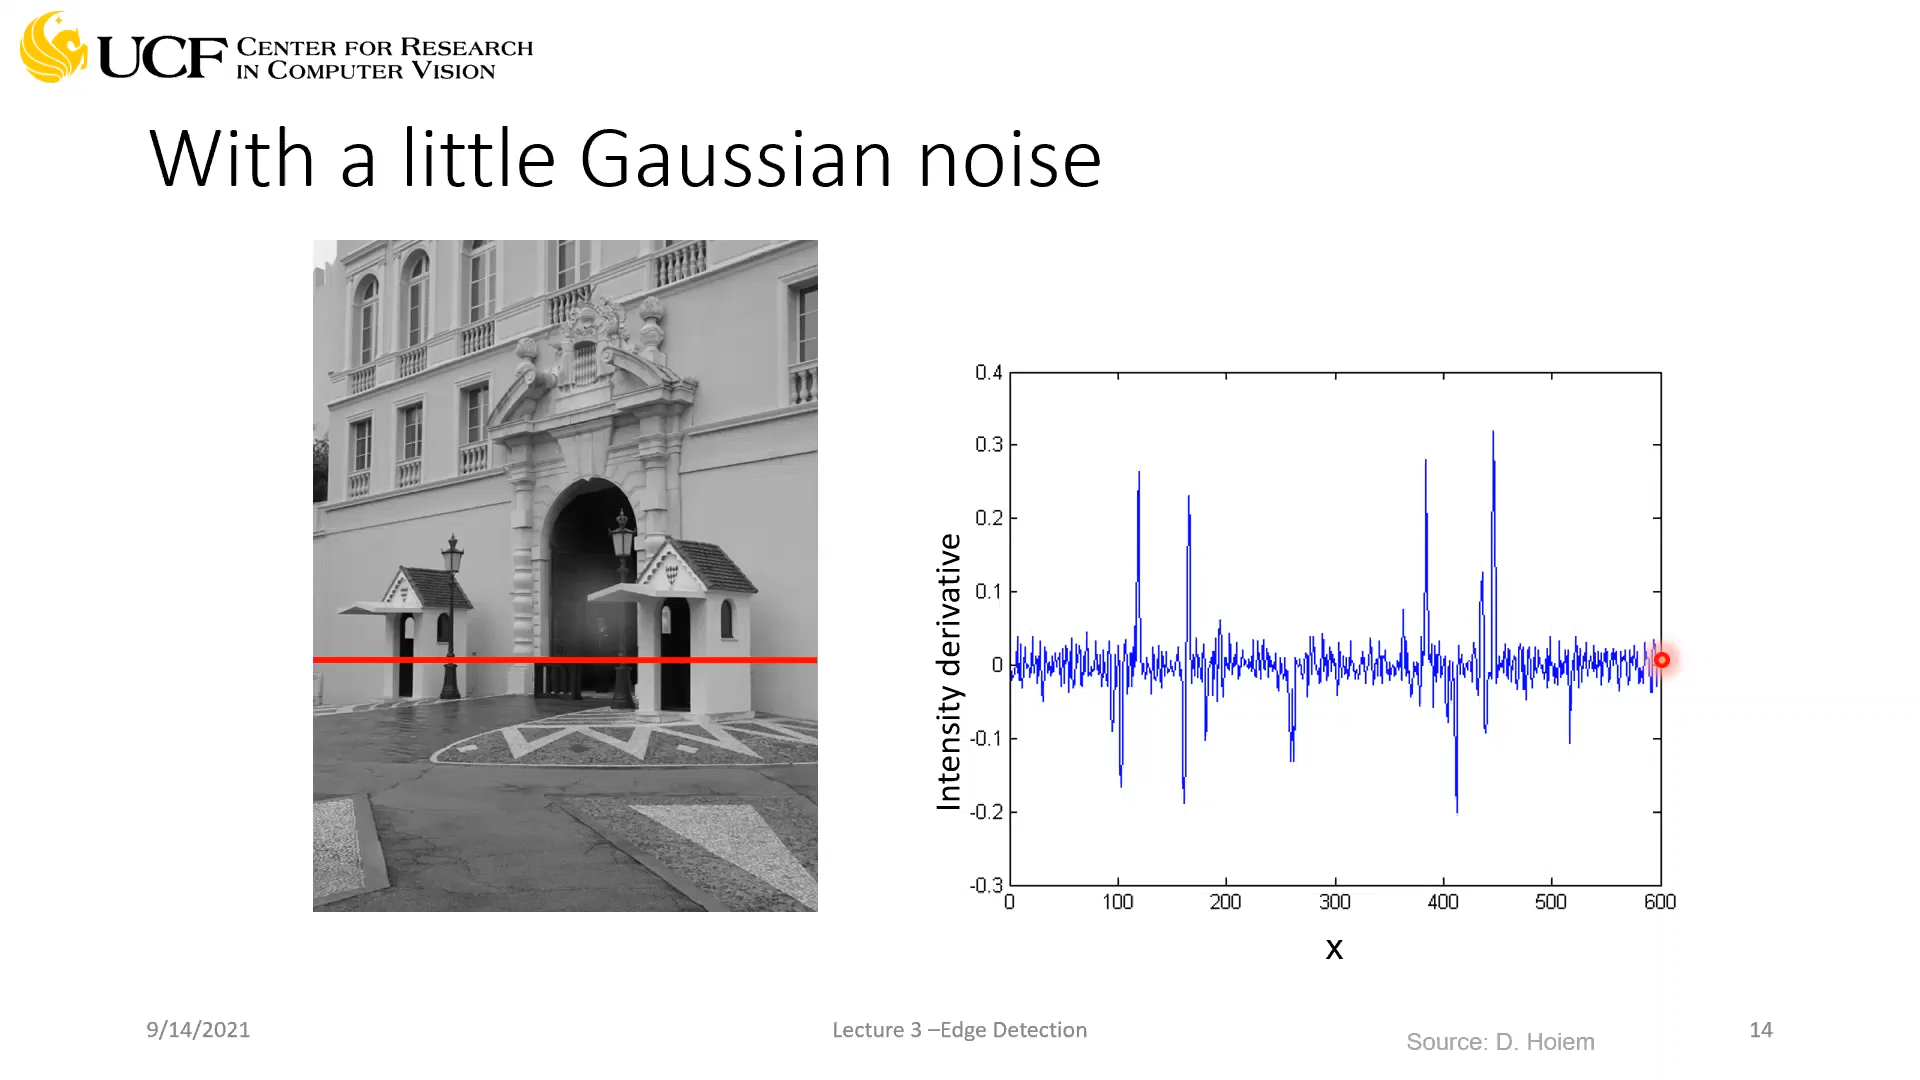 UCF CENTER FOR RESEARCH
IN COMPUTER VISION
With a little Gaussian noise
0.4
0.3
0.2
0.1
0
-0.1
-0.2
-0.3
Intensity derivative
0 100 200 300 400 500 600
x
9/14/2021
Lecture 3 –Edge Detection
Source: D. Hoiem
14